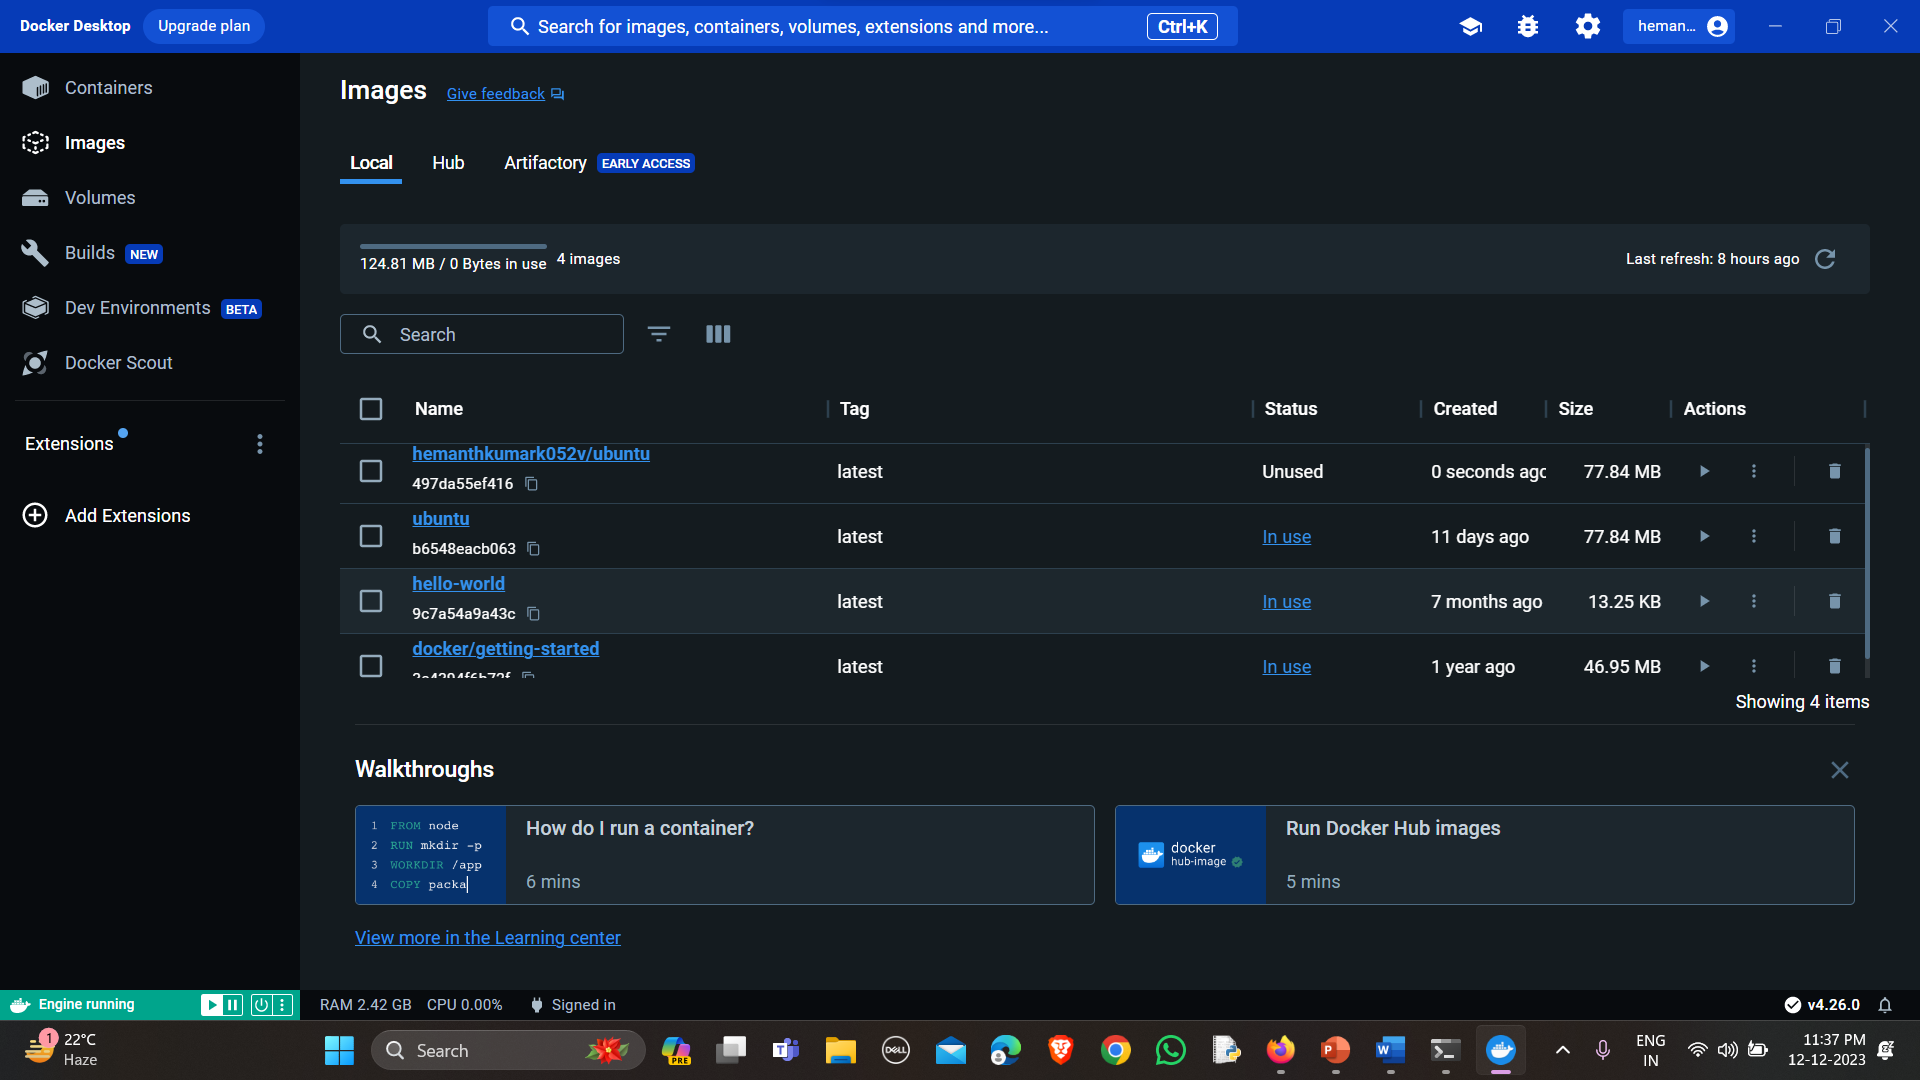 Docker Desktop Upgrade plan Search for images, containers, volumes, extensions and more... Ctrl+K heman...
Containers
Images
Volumes
Builds NEW
Dev Environments BETA
Docker Scout
Extensions
Add Extensions
Images Give feedback
Local Hub Artifactory EARLY ACCESS
124.81 MB / 0 Bytes in use 4 images Last refresh: 8 hours ago
Search
Name Tag Status Created Size Actions
hemanthkumark052v/ubuntu
497da55ef416 latest Unused 0 seconds ago 77.84 MB
ubuntu
b6548eacb063 latest In use 11 days ago 77.84 MB
hello-world
9c7a54a9a43c latest In use 7 months ago 13.25 KB
docker/getting-started
latest In use 1 year ago 46.95 MB
Showing 4 items
Walkthroughs
1 FROM node
2 RUN mkdir -p
3 WORKDIR /app
4 COPY packa
How do I run a container?
6 mins
docker
hub-image
Run Docker Hub images
5 mins
View more in the Learning center
Engine running RAM 2.42 GB CPU 0.00% Signed in v4.26.0
1 22°C
Haze
Search
PRE
DELL
ENG
IN
11:37 PM
12-12-2023